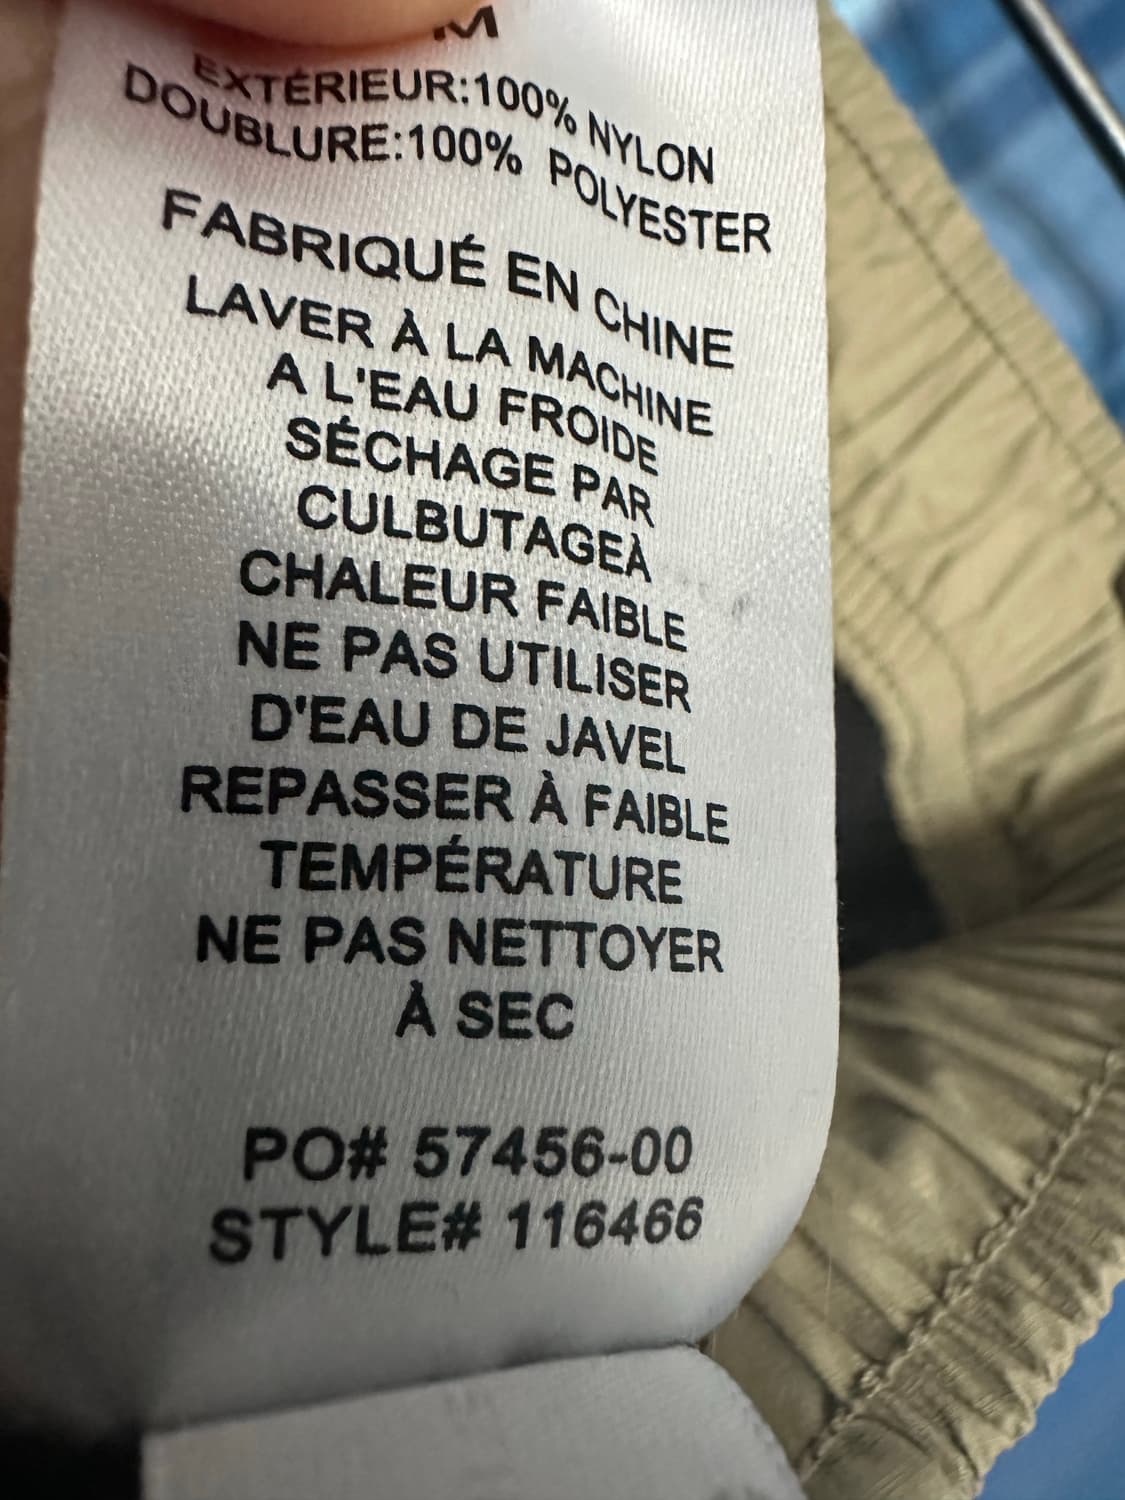 M
EXTÉRIEUR:100% NYLON
DOUBLURE:100% POLYESTER
FABRIQUÉ EN CHINE
LAVER À LA MACHINE
A L'EAU FROIDE
SÉCHAGE PAR
CULBUTAGEÀ
CHALEUR FAIBLE
NE PAS UTILISER
D'EAU DE JAVEL
REPASSER À FAIBLE
TEMPÉRATURE
NE PAS NETTOYER
À SEC
PO# 57456-00
STYLE# 116466